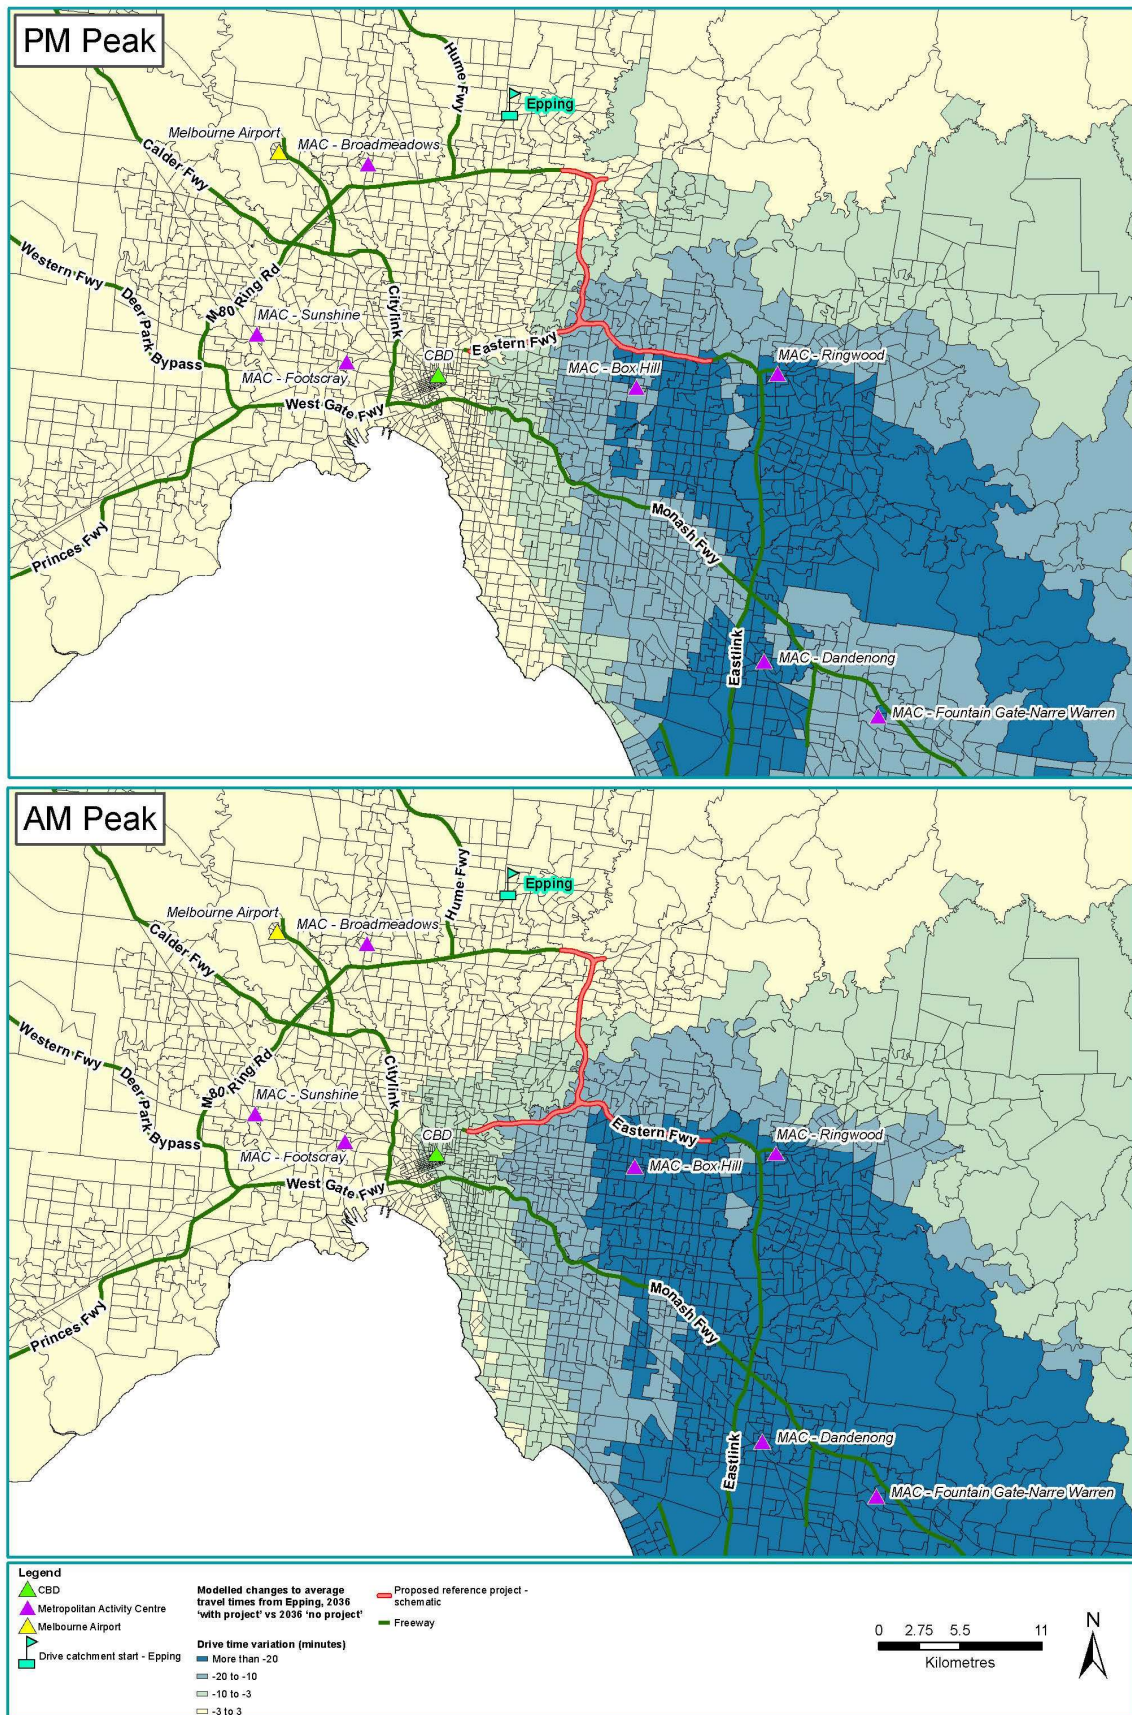 PM Peak
Hume Fwy
Epping
Melbourne Airport
MAC - Broadmeadows
Calder Fwy
Western Fwy
Deer Park Bypass
M 80 Ring Rd
MAC - Sunshine
Citylink
CBD
Eastern Fwy
MAC - Ringwood
MAC - Box Hill
MAC - Footscray
West Gate Fwy
Monash Fwy
Princes Fwy
Eastlink
MAC - Dandenong
MAC - Fountain Gate-Narre Warren
AM Peak
Hume Fwy
Epping
Melbourne Airport
MAC - Broadmeadows
Calder Fwy
Western Fwy
Deer Park Bypass
M 80 Ring Rd
MAC - Sunshine
Citylink
CBD
Eastern Fwy
MAC - Ringwood
MAC - Footscray
MAC - Box Hill
West Gate Fwy
Monash Fwy
Princes Fwy
Eastlink
MAC - Dandenong
MAC - Fountain Gate-Narre Warren
Legend
CBD
Metropolitan Activity Centre
Melbourne Airport
Drive catchment start - Epping
Modelled changes to average
travel times from Epping, 2036
‘with project’ vs 2036 ‘no project’
Drive time variation (minutes)
More than -20
-20 to -10
-10 to -3
-3 to 3
Proposed reference project -
schematic
Freeway
0 2.75 5.5 11
Kilometres
N